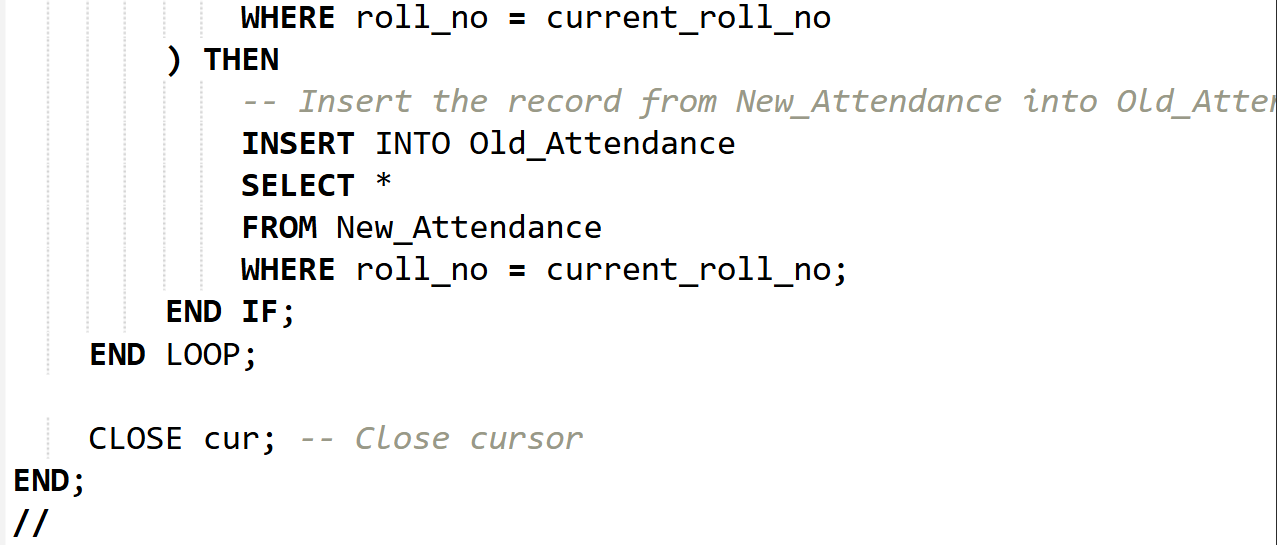 WHERE roll_no = current_roll_no
) THEN
-- Insert the record from New_Attendance into
INSERT INTO Old_Attendance
SELECT *
FROM New_Attendance
WHERE roll_no = current_roll_no;
END IF;
END LOOP;
CLOSE cur; -- Close cursor
END;
//